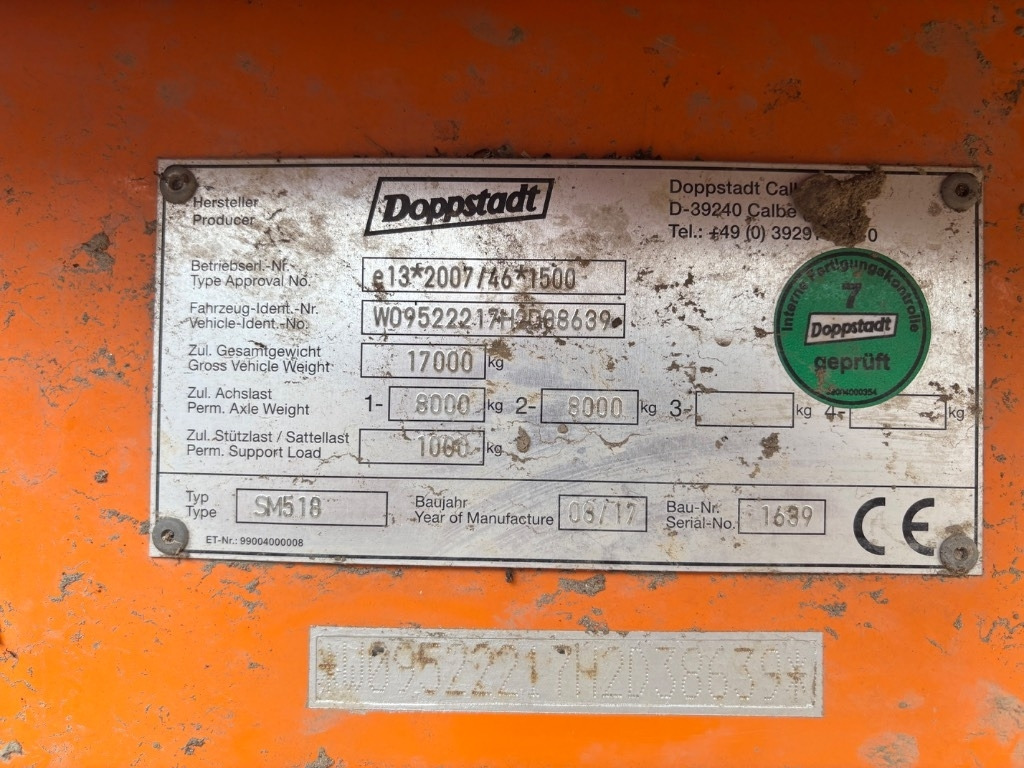 Hersteller
Producer
Doppstadt
Doppstadt
D-39240 Calbe
Tel.: +49 (0)
Betriebserl.-Nr.
Type Approval No.
e13*2007/46*1500
Fahrzeug-Ident.-Nr.
Vehicle-Ident.-No.
W09522217H2D38639
Zul. Gesamtgewicht
Gross Vehicle Weight
17000 kg
Zul. Achslast
Perm. Axle Weight
1- 8000 kg 2- 8000 kg 3- kg 4- kg
Zul. Stützlast / Sattellast
Perm. Support Load
1000 kg
Interne Fertigungskontrolle
7
Doppstadt
geprüft
Typ
Type
SM518
Baujahr
Year of Manufacture
08/17
Bau-Nr.
Serial-No.
1639
CE
ET-Nr.: 99004000008
*W09522217H2D38639*